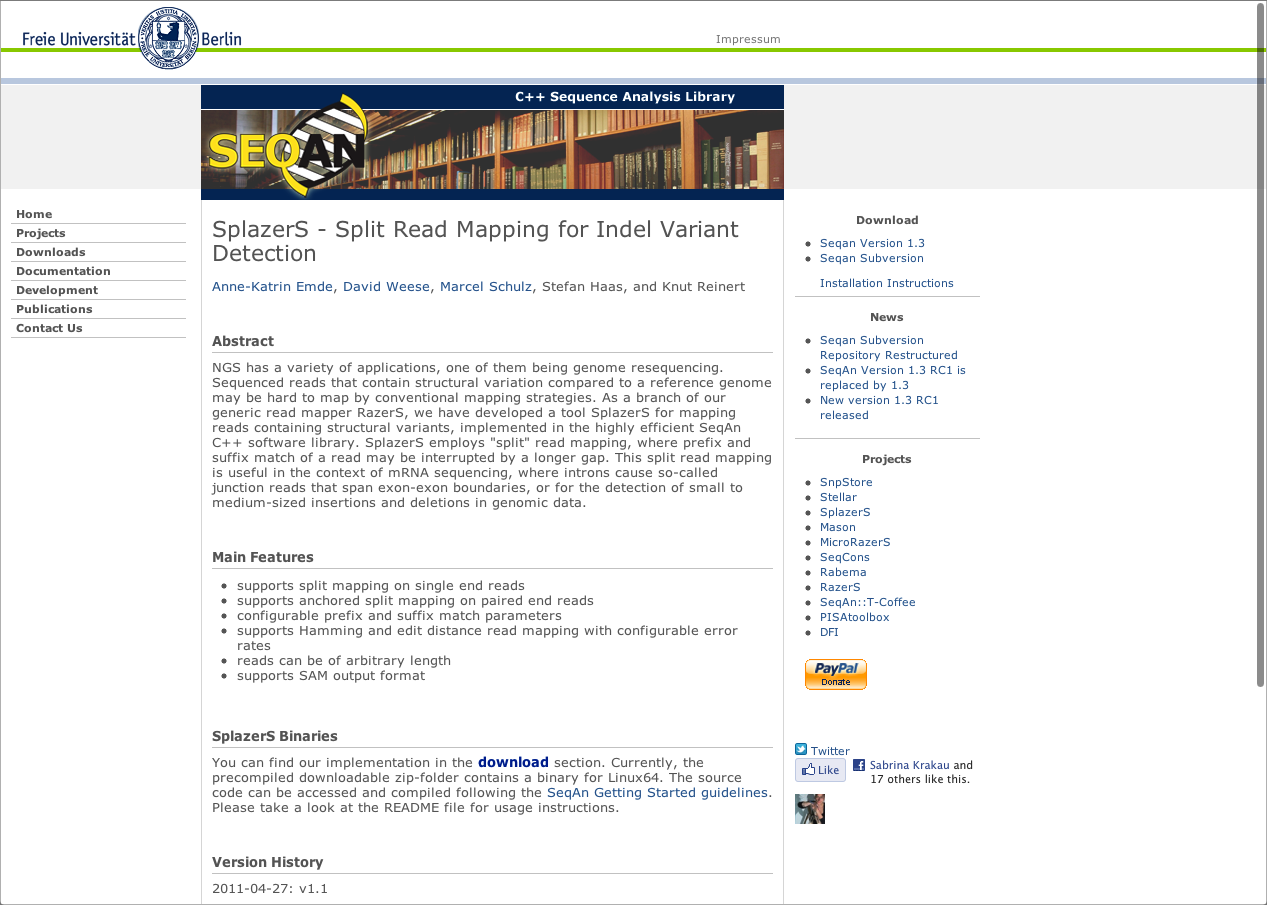 Freie Universität Berlin
Impressum
C++ Sequence Analysis Library
SEQAN
Home
Projects
Downloads
Documentation
Development
Publications
Contact Us
SplazerS - Split Read Mapping for Indel Variant
Detection
Anne-Katrin Emde, David Weese, Marcel Schulz, Stefan Haas, and Knut Reinert
Abstract
NGS has a variety of applications, one of them being genome resequencing.
Sequenced reads that contain structural variation compared to a reference genome
may be hard to map by conventional mapping strategies. As a branch of our
generic read mapper RazerS, we have developed a tool SplazerS for mapping
reads containing structural variants, implemented in the highly efficient SeqAn
C++ software library. SplazerS employs "split" read mapping, where prefix and
suffix match of a read may be interrupted by a longer gap. This split read mapping
is useful in the context of mRNA sequencing, where introns cause so-called
junction reads that span exon-exon boundaries, or for the detection of small to
medium-sized insertions and deletions in genomic data.
Main Features
supports split mapping on single end reads
supports anchored split mapping on paired end reads
configurable prefix and suffix match parameters
supports Hamming and edit distance read mapping with configurable error
rates
reads can be of arbitrary length
supports SAM output format
SplazerS Binaries
You can find our implementation in the download section. Currently, the
precompiled downloadable zip-folder contains a binary for Linux64. The source
code can be accessed and compiled following the SeqAn Getting Started guidelines.
Please take a look at the README file for usage instructions.
Version History
2011-04-27: v1.1
Download
Seqan Version 1.3
Seqan Subversion
Installation Instructions
News
Seqan Subversion
Repository Restructured
SeqAn Version 1.3 RC1 is
replaced by 1.3
New version 1.3 RC1
released
Projects
SnpStore
Stellar
SplazerS
Mason
MicroRazerS
SeqCons
Rabema
RazerS
SeqAn::T-Coffee
PISAtoolbox
DFI
PayPal
Donate
Twitter
Like
Sabrina Krakau and
17 others like this.